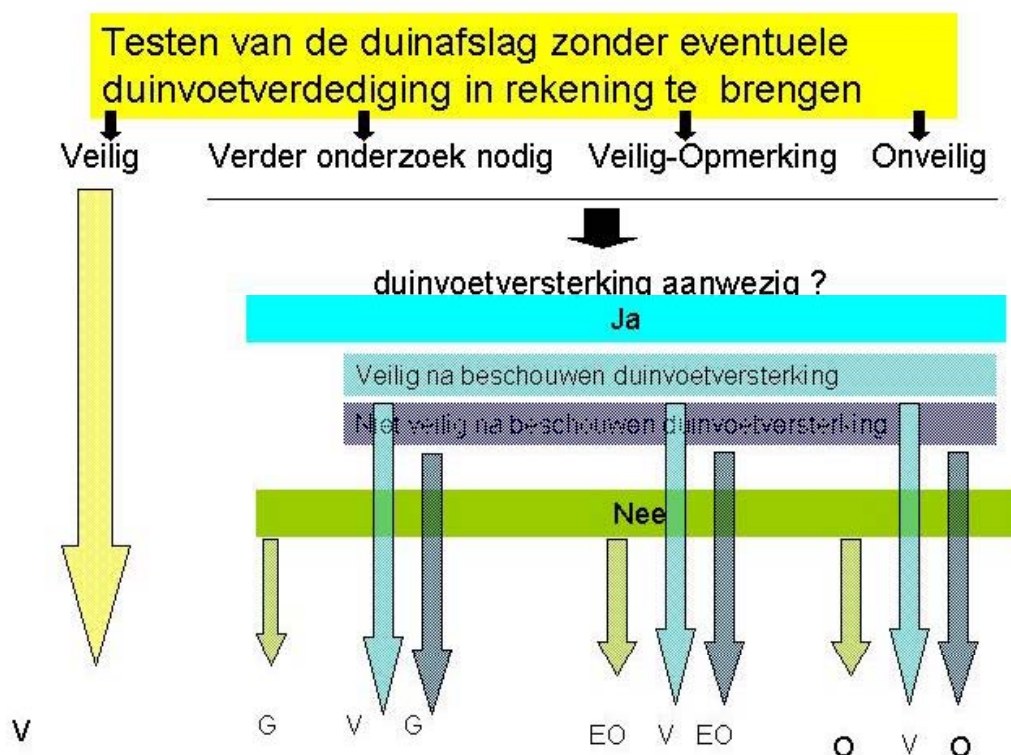 Testen van de duinafslag zonder eventuele
duinvoetverdediging in rekening te brengen
Veilig Verder onderzoek nodig Veilig-Opmerking Onveilig
duinvoetversterking aanwezig ?
Ja
Veilig na beschouwen duinvoetversterking
Niet veilig na beschouwen duinvoetversterking
Nee
V G V G EO V EO O V O